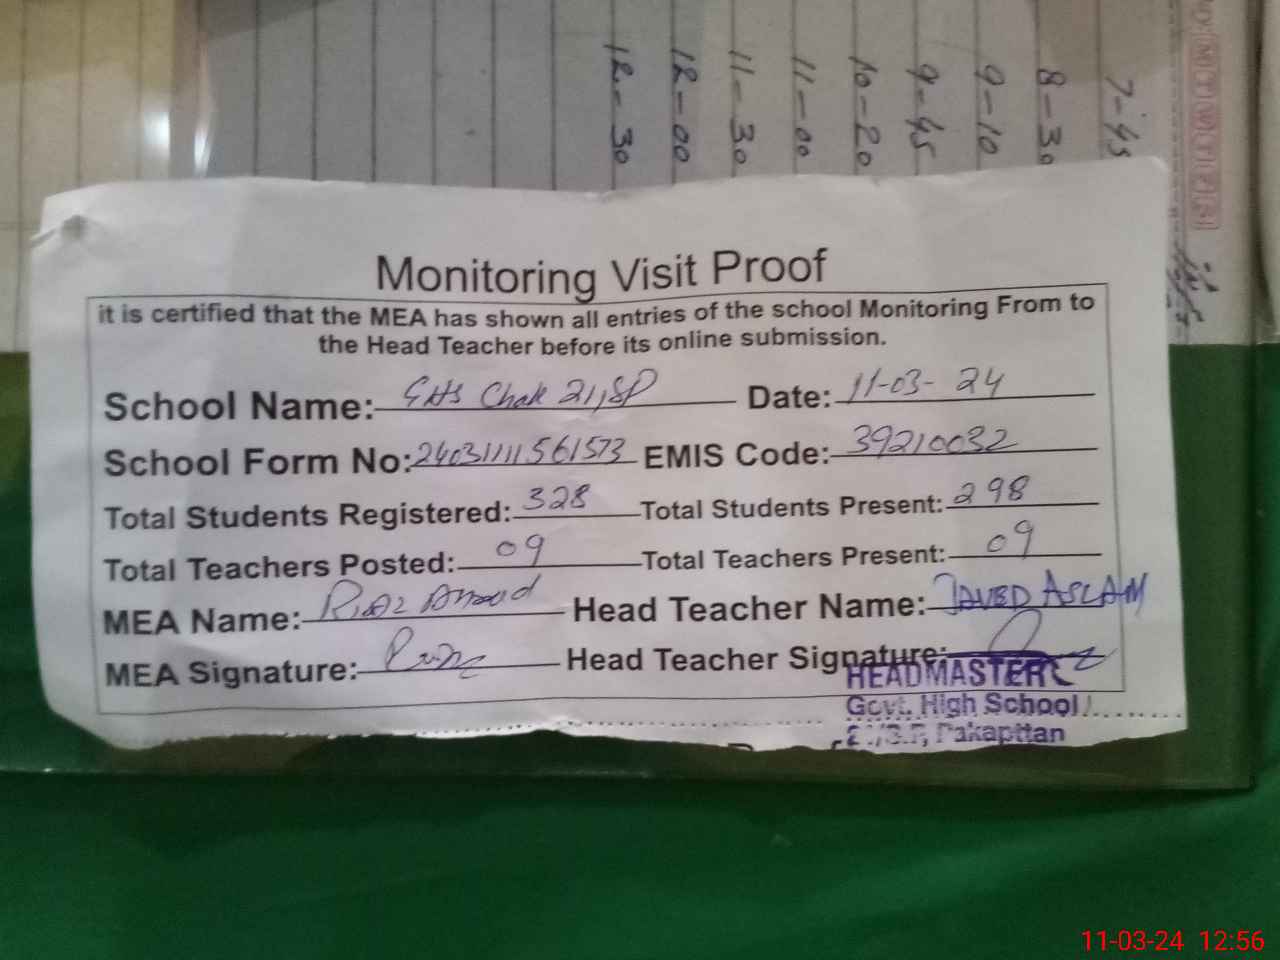 7-45
8-30
9-10
9-45
10-20
11-00
11-30
12-00
12-30
Monitoring Visit Proof
it is certified that the MEA has shown all entries of the school Monitoring From to
the Head Teacher before its online submission.
School Name: GHS Chak 21,SP Date: 11-03-24
School Form No: 24031111561573 EMIS Code: 39210032
Total Students Registered: 328 Total Students Present: 298
Total Teachers Posted: 09 Total Teachers Present: 09
MEA Name: Riaz Ahmad Head Teacher Name: JAVED ASLAM
MEA Signature: Head Teacher Signature:
HEADMASTER
Govt. High School
21/S.P, Pakapttan
11-03-24 12:56